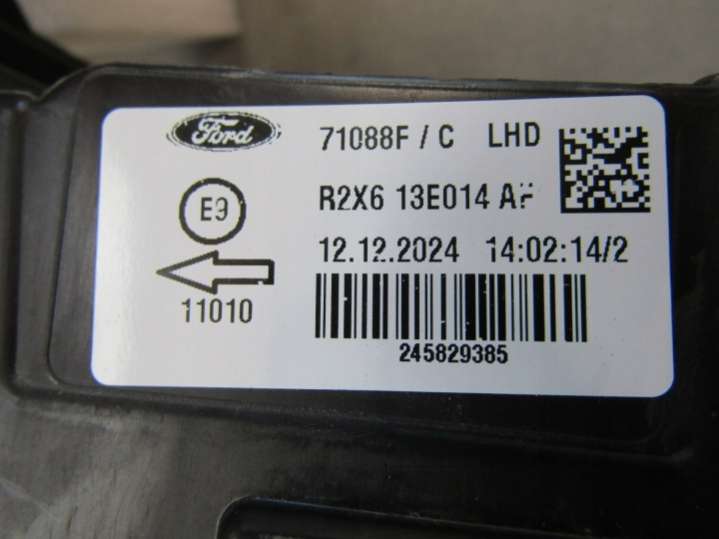 Ford
71088F / C LHD
R2X6 13E014
E9
12.12.2024 14:02:14/2
11010
245829385